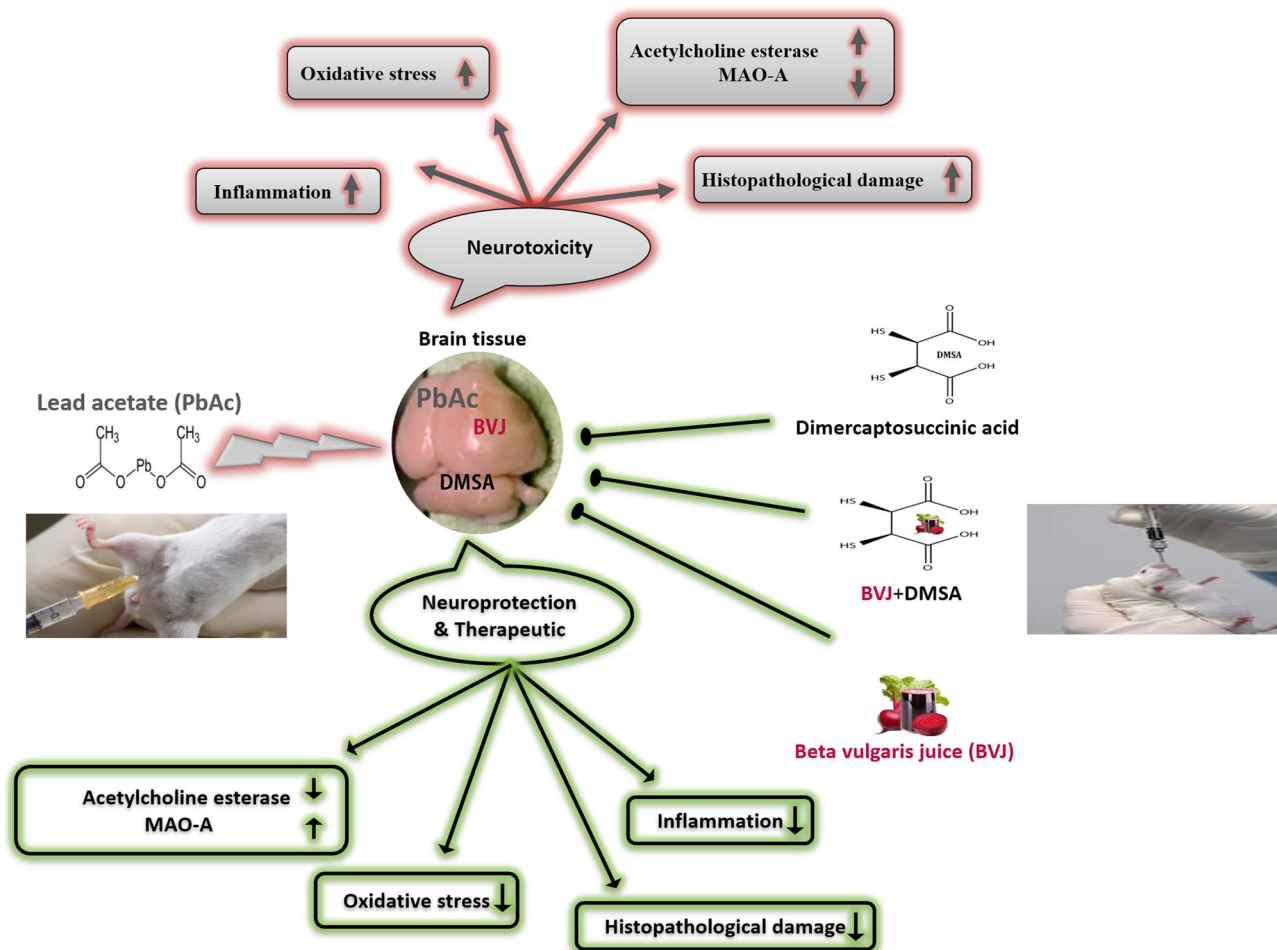 Acetylcholine esterase
MAO-A
Oxidative stress
Inflammation
Histopathological damage
Neurotoxicity
Brain tissue
PbAc
BVJ
DMSA
Lead acetate (PbAc)
CH3
CH3
Pb
O
O
O
O
O
HS
OH
DMSA
HS
OH
O
Dimercaptosuccinic acid
O
HS
OH
HS
OH
O
BVJ+DMSA
Neuroprotection
& Therapeutic
Beta vulgaris juice (BVJ)
Acetylcholine esterase
MAO-A
Inflammation
Oxidative stress
Histopathological damage